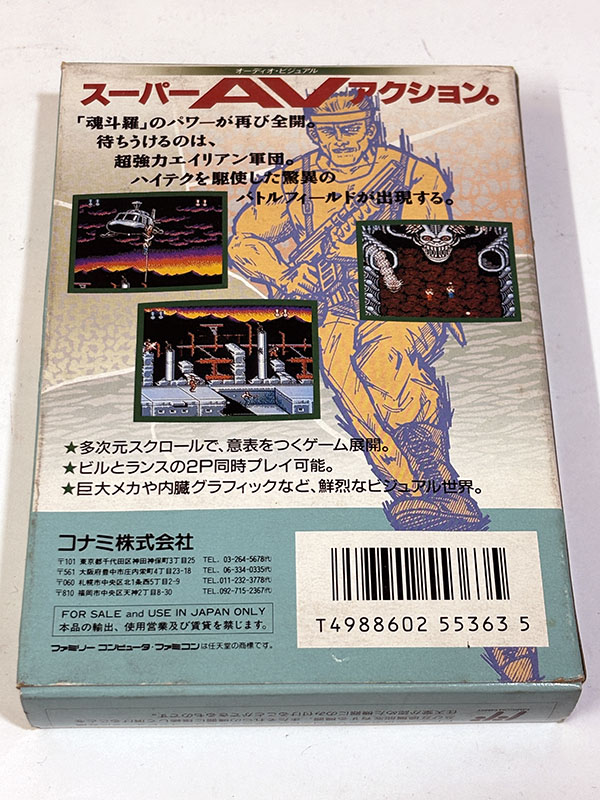 オーディオ・ビジュアル
スーパーAVアクション。
「魂斗羅」のパワーが再び全開。
待ちうけるのは、
超強力エイリアン軍団。
ハイテクを駆使した驚異の
バトルフィールドが出現する。
★多次元スクロールで、意表をつくゲーム展開。
★ビルとランスの2P同時プレイ可能。
★巨大メカや内臓グラフィックなど、鮮烈なビジュアル世界。
コナミ株式会社
〒101 東京都千代田区神田神保町3丁目25 TEL. 03-264-5678代
〒561 大阪府豊中市庄内栄町4丁目23-18 TEL. 06-334-0335代
〒060 札幌市中央区北1条西5丁目2-9 TEL.011-232-3778代
〒810 福岡市中央区天神2丁目8-30 TEL.092-715-2367代
FOR SALE and USE IN JAPAN ONLY
本品の輸出、使用営業及び賃貸を禁じます。
ファミリーコンピュータ・ファミコンは任天堂の商標です。
T4988602 55363 5